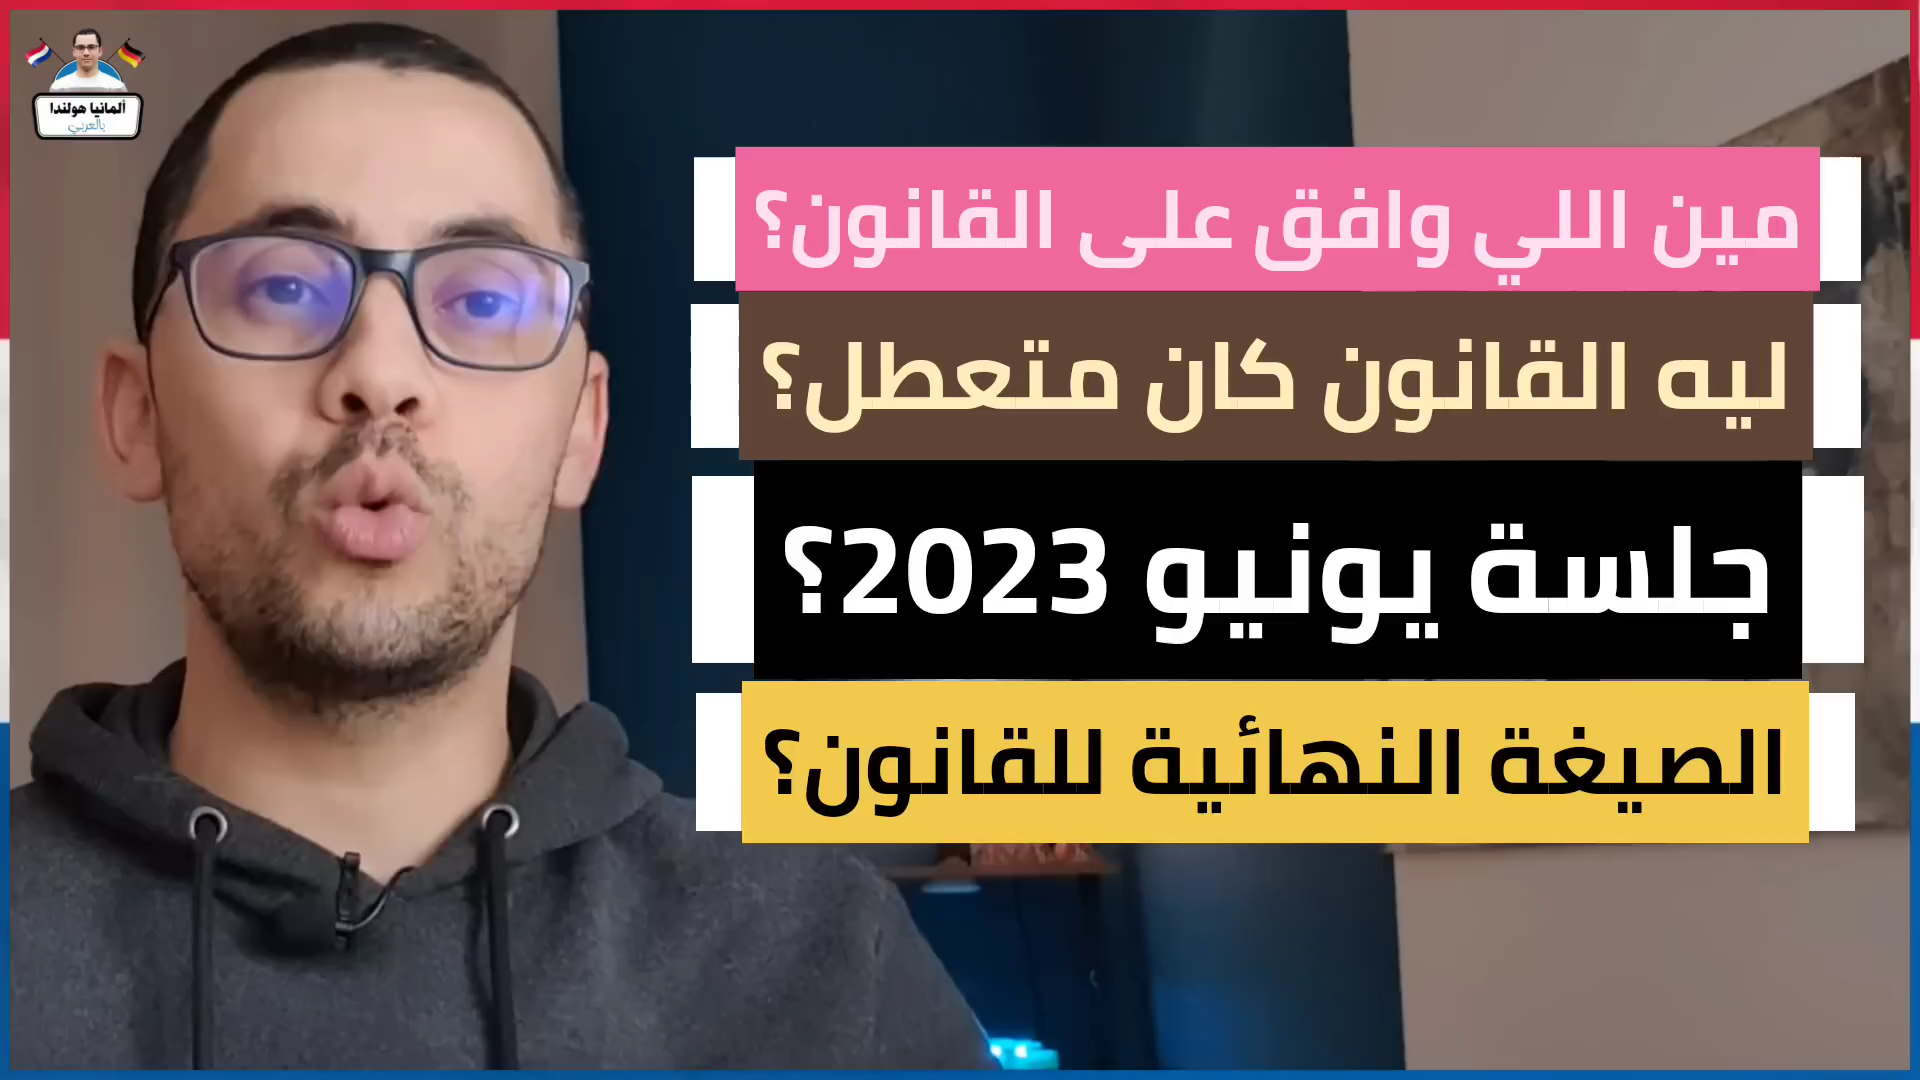 ألمانيا هولندا
بالعربي
مين اللي وافق على القانون؟
ليه القانون كان متعطل؟
جلسة يونيو 2023؟
الصيغة النهائية للقانون؟